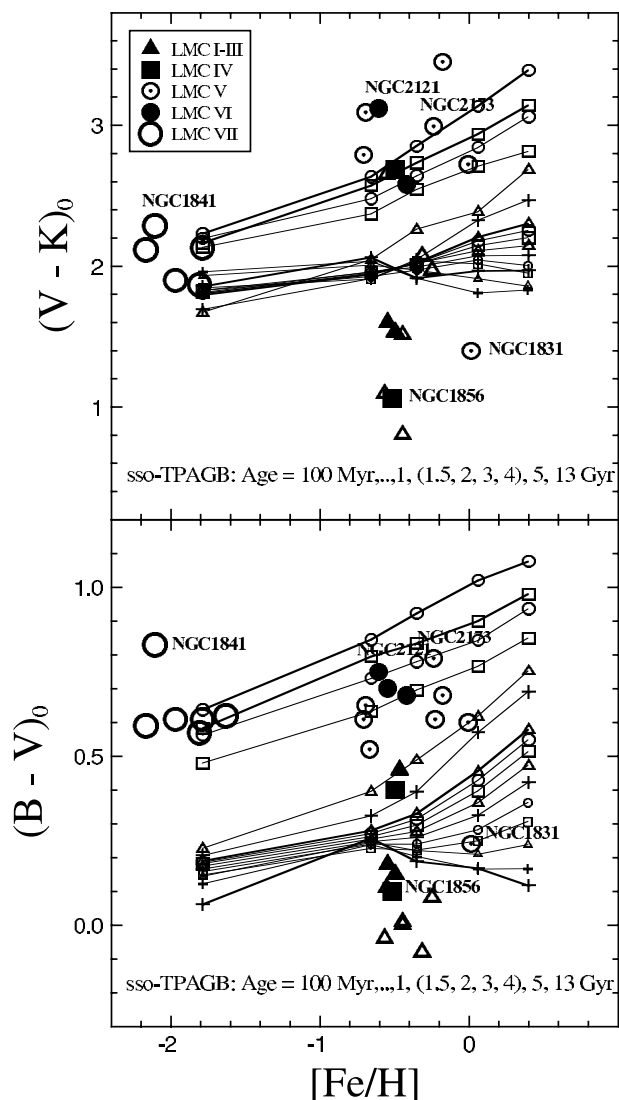 LMC I-III
LMC IV
LMC V
LMC VI
LMC VII
3
2
1
(V - K)0
NGC2121
NGC2173
NGC1841
NGC1831
NGC1856
sso-TPAGB: Age = 100 Myr,..,1, (1.5, 2, 3, 4), 5, 13 Gyr
1.0
0.5
0.0
(B - V)0
NGC1841
NGC2173
NGC2121
NGC1831
NGC1856
sso-TPAGB: Age = 100 Myr,..,1, (1.5, 2, 3, 4), 5, 13 Gyr
-2
-1
0
[Fe/H]